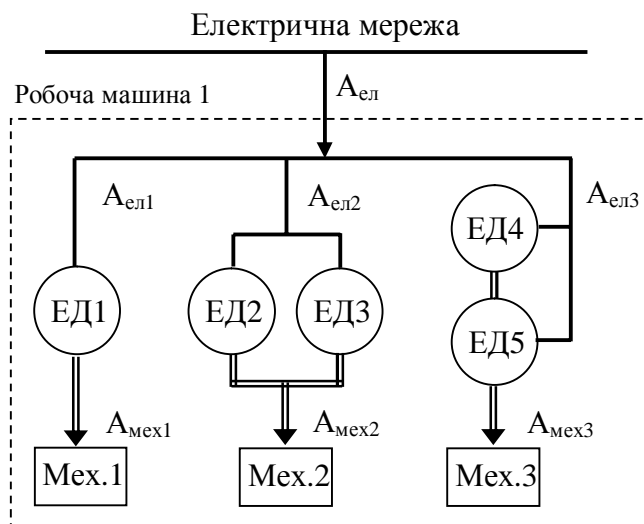 Електрична мережа
Робоча машина 1
Аел
Аел1
Аел2
Аел3
ЕД4
ЕД1
ЕД2
ЕД3
ЕД5
Амех1
Амех2
Амех3
Мех.1
Мех.2
Мех.3